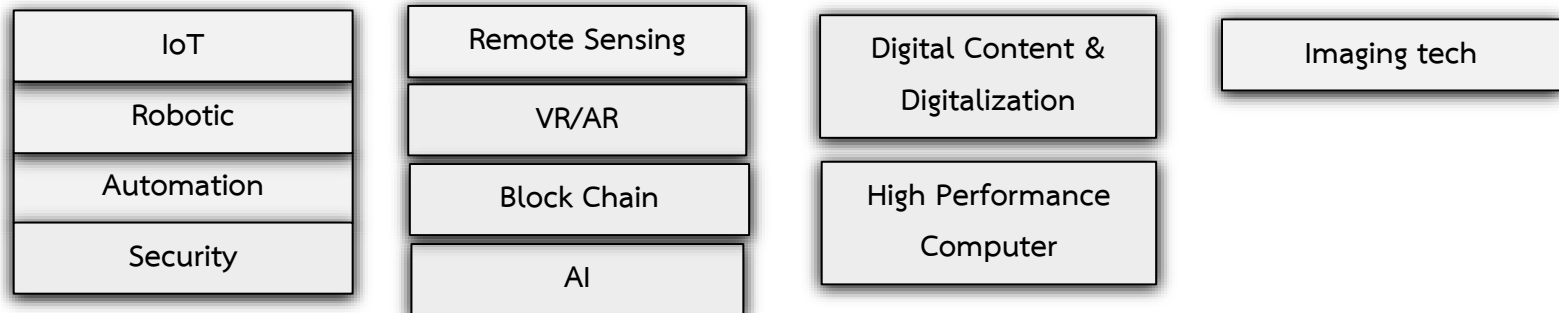 IoT
Robotic
Automation
Security
Remote Sensing
VR/AR
Block Chain
AI
Digital Content &
Digitalization
High Performance
Computer
Imaging tech